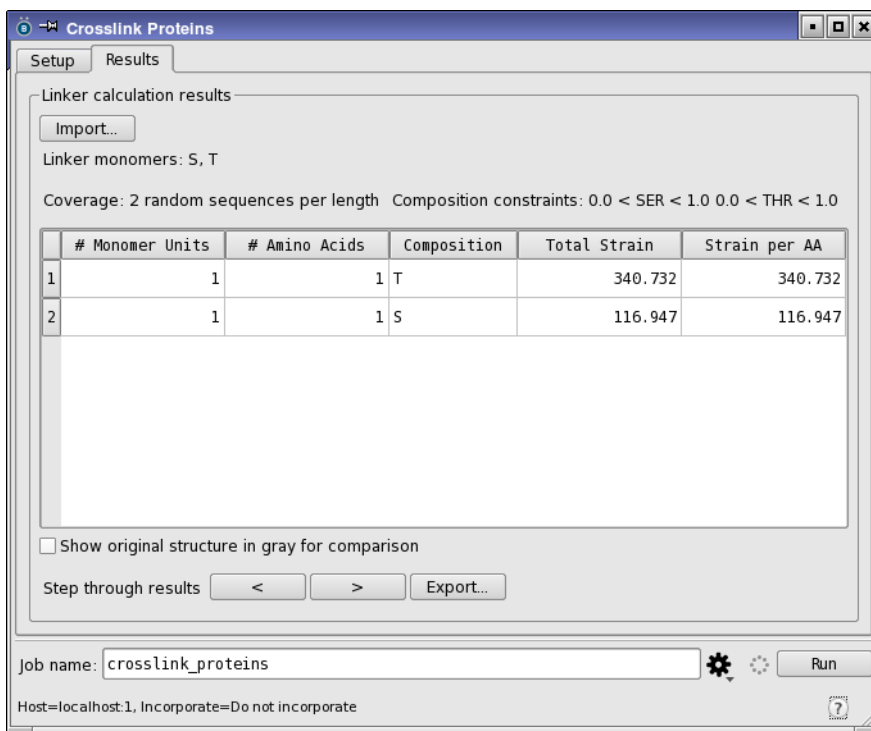 Crosslink Proteins
Setup Results
Linker calculation results
Import...
Linker monomers: S, T
Coverage: 2 random sequences per length Composition constraints: 0.0 < SER < 1.0 0.0 < THR < 1.0
# Monomer Units # Amino Acids Composition Total Strain Strain per AA
1 1 1 T 340.732 340.732
2 1 1 S 116.947 116.947
Show original structure in gray for comparison
Step through results < > Export...
Job name: crosslink_proteins Run
Host=localhost:1, Incorporate=Do not incorporate ?